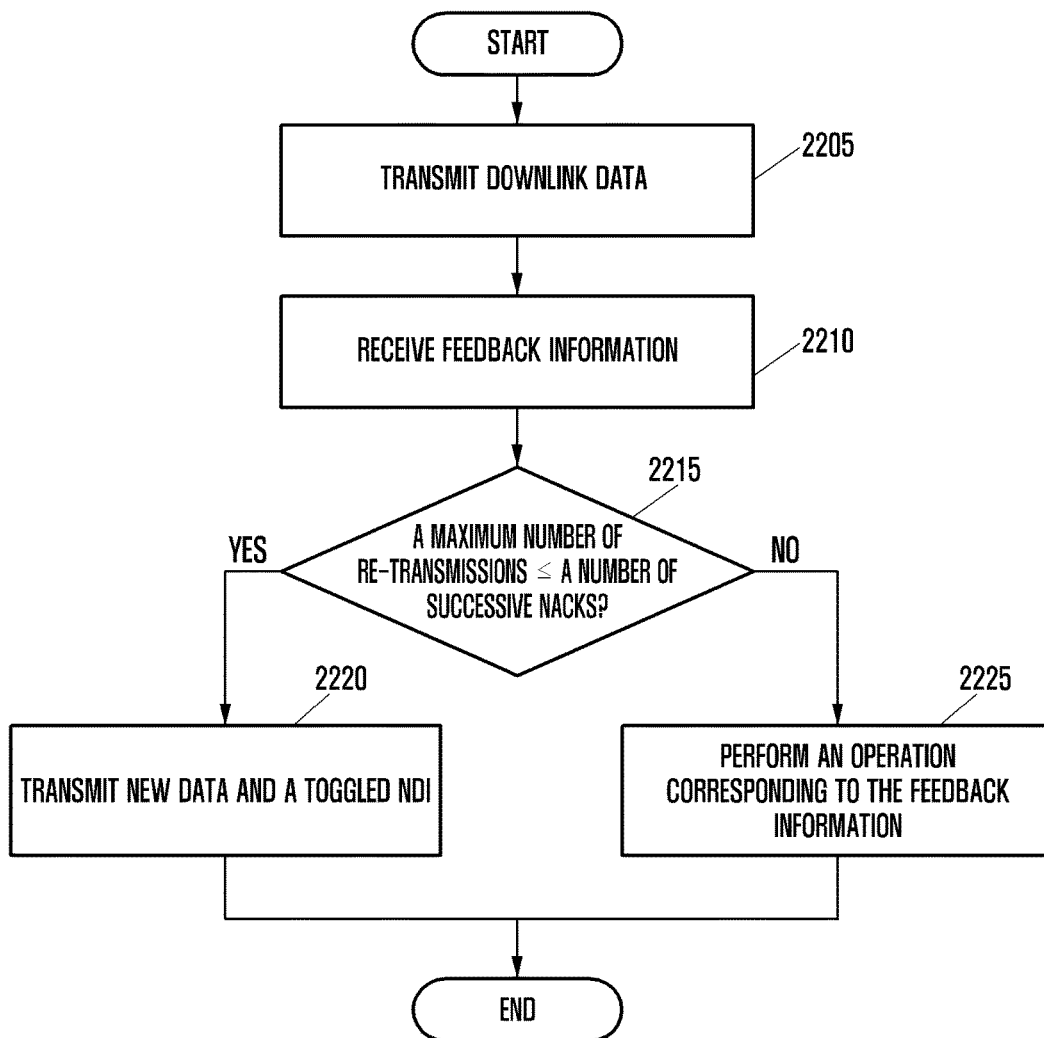 START
2205
TRANSMIT DOWNLINK DATA
2210
RECEIVE FEEDBACK INFORMATION
2215
YES
A MAXIMUM NUMBER OF
RE-TRANSMISSIONS ≤ A NUMBER OF
SUCCESSIVE NACKS?
NO
2220
2225
TRANSMIT NEW DATA AND A TOGGLED NDI
PERFORM AN OPERATION
CORRESPONDING TO THE FEEDBACK
INFORMATION
END